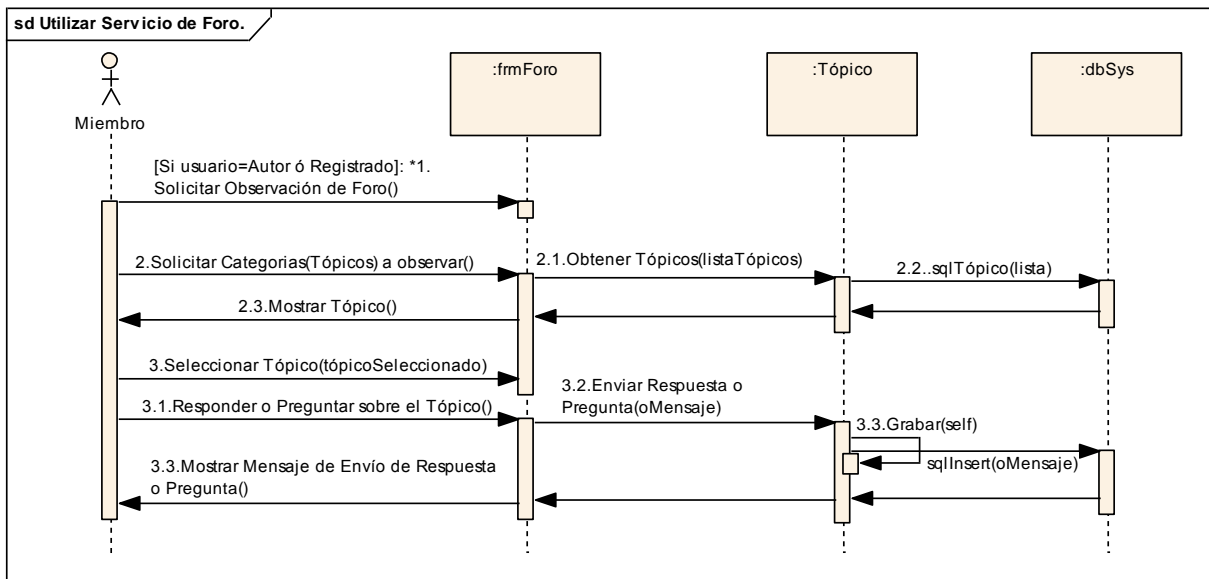 sd Utilizar Servicio de Foro.
:frmForo
:Tópico
:dbSys
Miembro
[Si usuario=Autor ó Registrado]: *1.
Solicitar Observación de Foro()
2.Solicitar Categorias(Tópicos) a observar()
2.1.Obtener Tópicos(listaTópicos)
2.2..sqlTópico(lista)
2.3.Mostrar Tópico()
3.Seleccionar Tópico(tópicoSeleccionado)
3.1.Responder o Preguntar sobre el Tópico()
3.2.Enviar Respuesta o
Pregunta(oMensaje)
3.3.Grabar(self)
sqlInsert(oMensaje)
3.3.Mostrar Mensaje de Envío de Respuesta
o Pregunta()